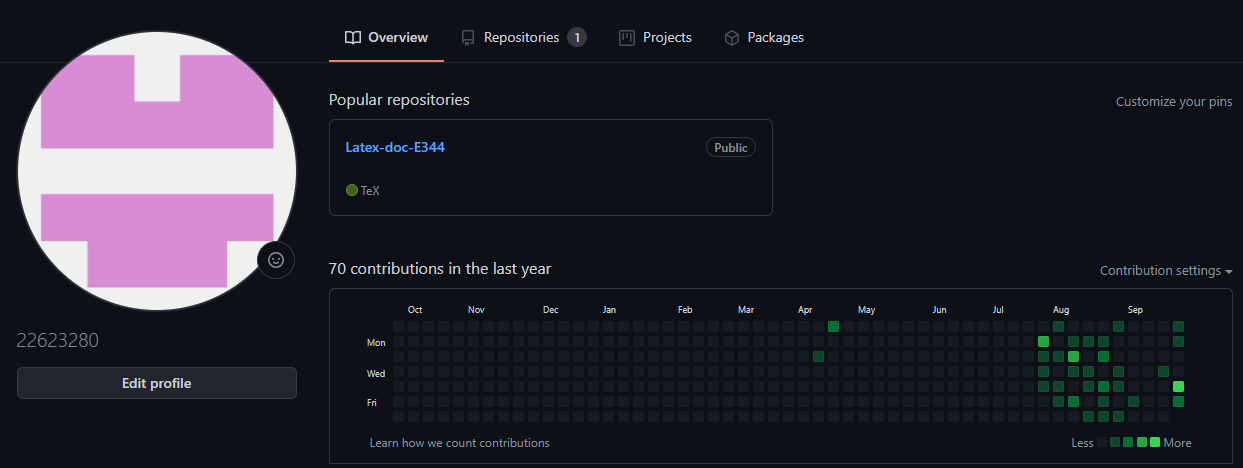 Overview Repositories 1 Projects Packages
Popular repositories
Customize your pins
Latex-doc-E344 Public
TeX
70 contributions in the last year
Contribution settings
Oct Nov Dec Jan Feb Mar Apr May Jun Jul Aug Sep
Mon
Wed
Fri
Learn how we count contributions
Less More
22623280
Edit profile